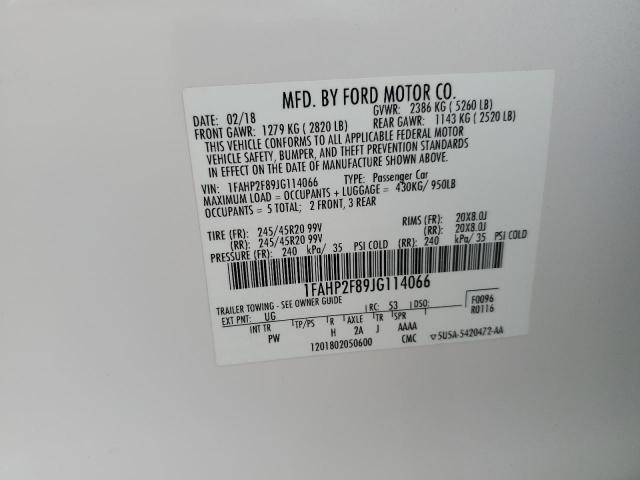 MFD. BY FORD MOTOR CO.
DATE: 02/18 GVWR: 2386 KG ( 5260 LB)
FRONT GAWR: 1279 KG ( 2820 LB) REAR GAWR: 1143 KG ( 2520 LB)
THIS VEHICLE CONFORMS TO ALL APPLICABLE FEDERAL MOTOR
VEHICLE SAFETY, BUMPER, AND THEFT PREVENTION STANDARDS
IN EFFECT ON THE DATE OF MANUFACTURE SHOWN ABOVE.
VIN: 1FAHP2F89JG114066 TYPE: Passenger Car
MAXIMUM LOAD = OCCUPANTS + LUGGAGE = 430KG/ 950LB
OCCUPANTS = 5 TOTAL; 2 FRONT, 3 REAR
TIRE (FR): 245/45R20 99V RIMS (FR): 20X8.0J
(RR): 245/45R20 99V (RR): 20X8.0J
PRESSURE (FR): 240 kPa/ 35 PSI COLD (RR): 240 kPa/ 35 PSI COLD
1FAHP2F89JG114066
TRAILER TOWING - SEE OWNER GUIDE
EXT PNT: UG RC: 53 DSO: F0096
R0116
INT TR TP/PS R AXLE TR SPR
PW H 2A J AAAA
1201802050600 CMC ▽5U5A-5420472-AA